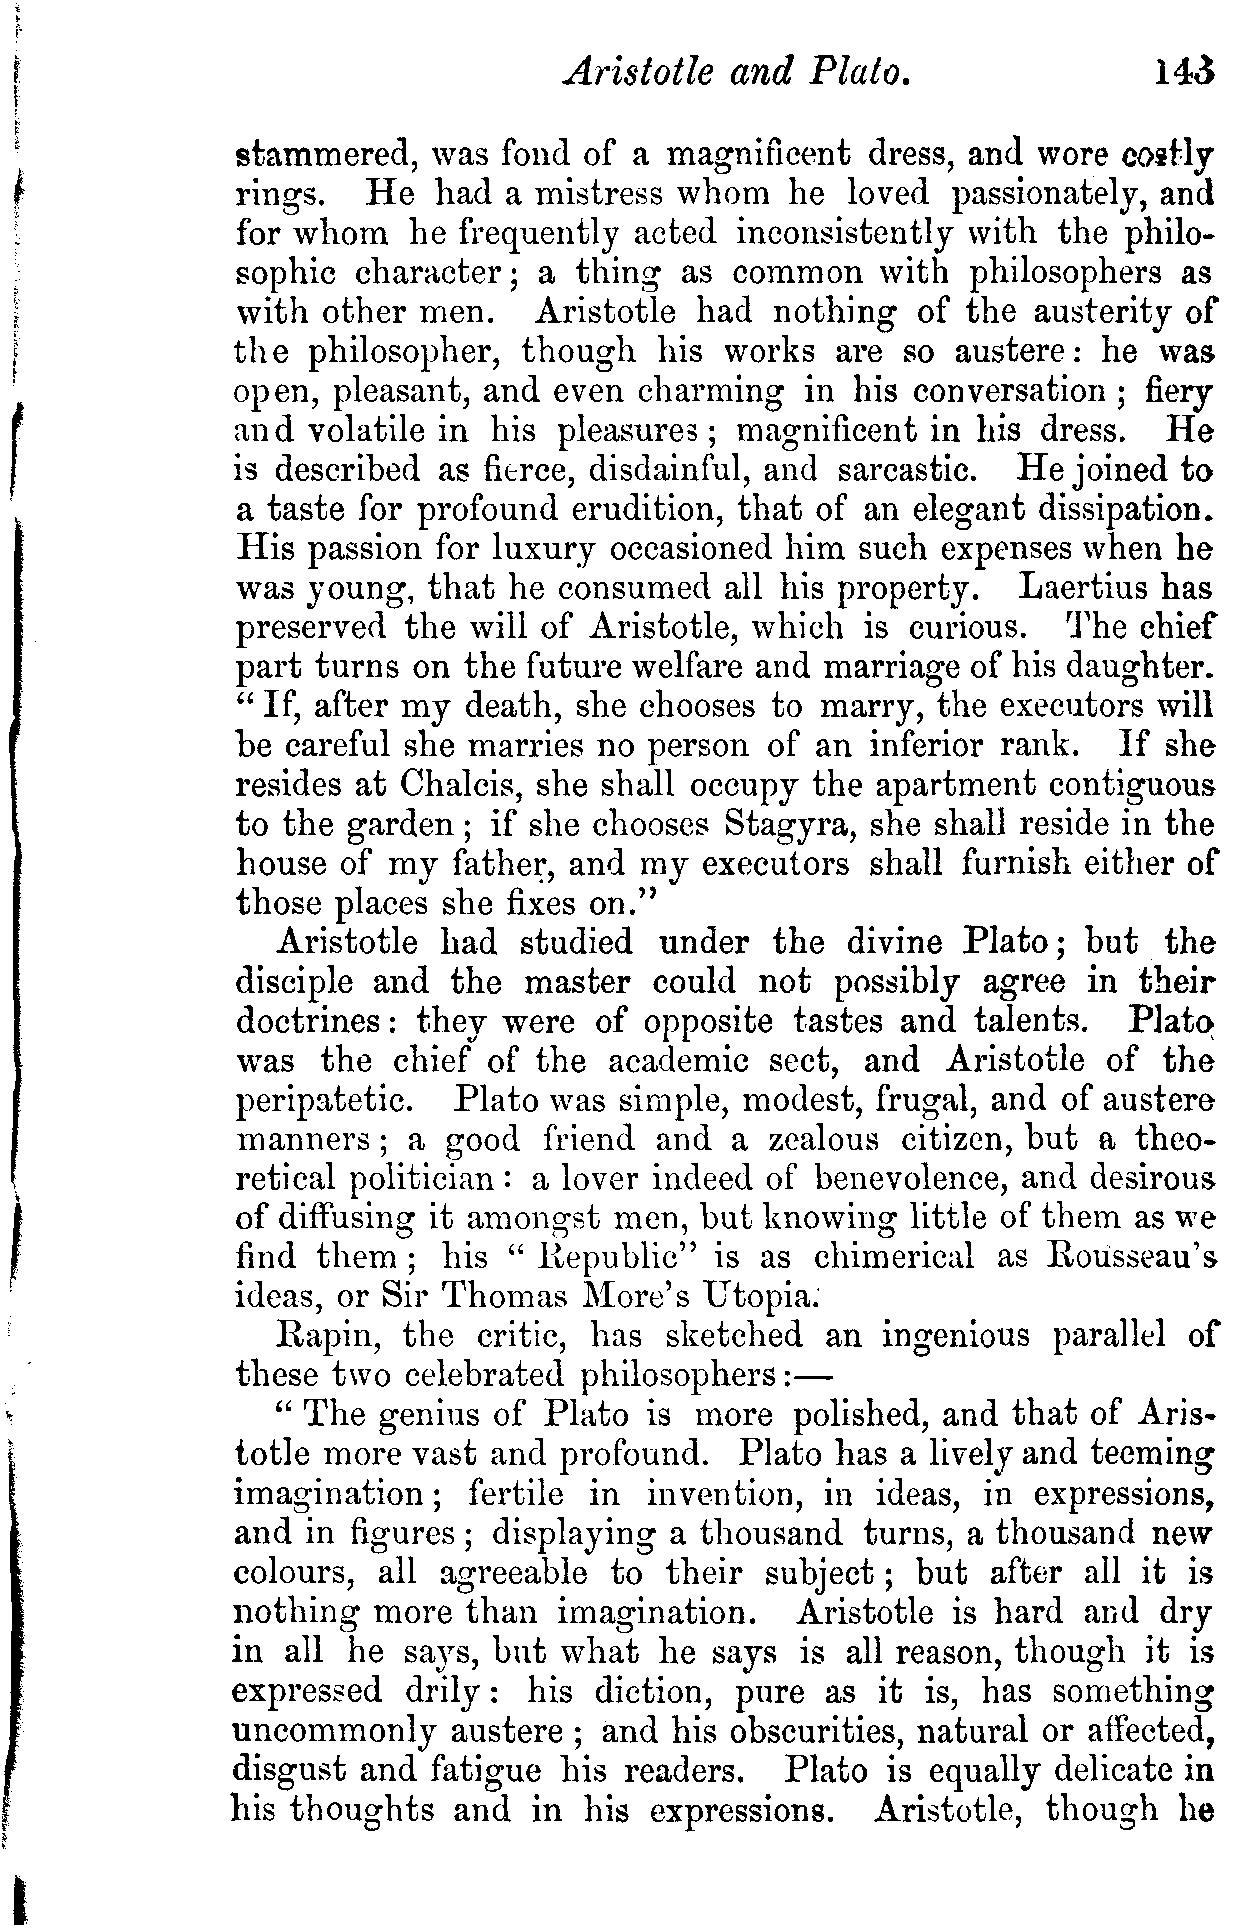 Aristotle and Plato. 143
stammered, was fond of a magnificent dress, and wore costly
rings. He had a mistress whom he loved passionately, and
for whom he frequently acted inconsistently with the philo-
sophic character; a thing as common with philosophers as
with other men. Aristotle had nothing of the austerity of
the philosopher, though his works are so austere: he was
open, pleasant, and even charming in his conversation; fiery
and volatile in his pleasures; magnificent in his dress. He
is described as fierce, disdainful, and sarcastic. He joined to
a taste for profound erudition, that of an elegant dissipation.
His passion for luxury occasioned him such expenses when he
was young, that he consumed all his property. Laertius has
preserved the will of Aristotle, which is curious. The chief
part turns on the future welfare and marriage of his daughter.
"If, after my death, she chooses to marry, the executors will
be careful she marries no person of an inferior rank. If she
resides at Chalcis, she shall occupy the apartment contiguous
to the garden; if she chooses Stagyra, she shall reside in the
house of my father, and my executors shall furnish either of
those places she fixes on."
Aristotle had studied under the divine Plato; but the
disciple and the master could not possibly agree in their
doctrines: they were of opposite tastes and talents. Plato
was the chief of the academic sect, and Aristotle of the
peripatetic. Plato was simple, modest, frugal, and of austere
manners; a good friend and a zealous citizen, but a theo-
retical politician: a lover indeed of benevolence, and desirous
of diffusing it amongst men, but knowing little of them as we
find them; his "Republic" is as chimerical as Rousseau's
ideas, or Sir Thomas More's Utopia.
Rapin, the critic, has sketched an ingenious parallel of
these two celebrated philosophers:—
"The genius of Plato is more polished, and that of Aris-
totle more vast and profound. Plato has a lively and teeming
imagination; fertile in invention, in ideas, in expressions,
and in figures; displaying a thousand turns, a thousand new
colours, all agreeable to their subject; but after all it is
nothing more than imagination. Aristotle is hard and dry
in all he says, but what he says is all reason, though it is
expressed drily: his diction, pure as it is, has something
uncommonly austere; and his obscurities, natural or affected,
disgust and fatigue his readers. Plato is equally delicate in
his thoughts and in his expressions. Aristotle, though he